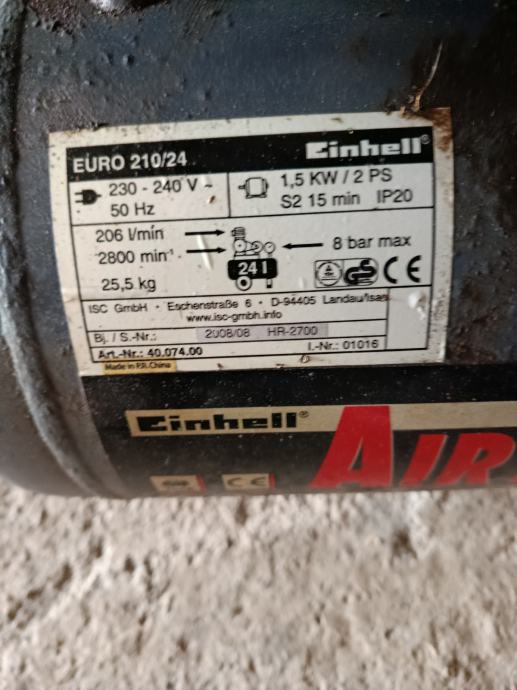 EURO 210/24
Einhell®
230 - 240 V ~
50 Hz
1,5 KW / 2 PS
S2 15 min IP20
206 l/min
2800 min⁻¹
25,5 kg
24 l
8 bar max
GS
CE
ISC GmbH · Eschenstraße 6 · D-94405 Landau/Isar
www.isc-gmbh.info
Bj. / S.-Nr.: 2008/08 HR-2700
Art.-Nr.: 40.074.00 I.-Nr.: 01016
Made in P.R. China
Einhell®
AIR
CE